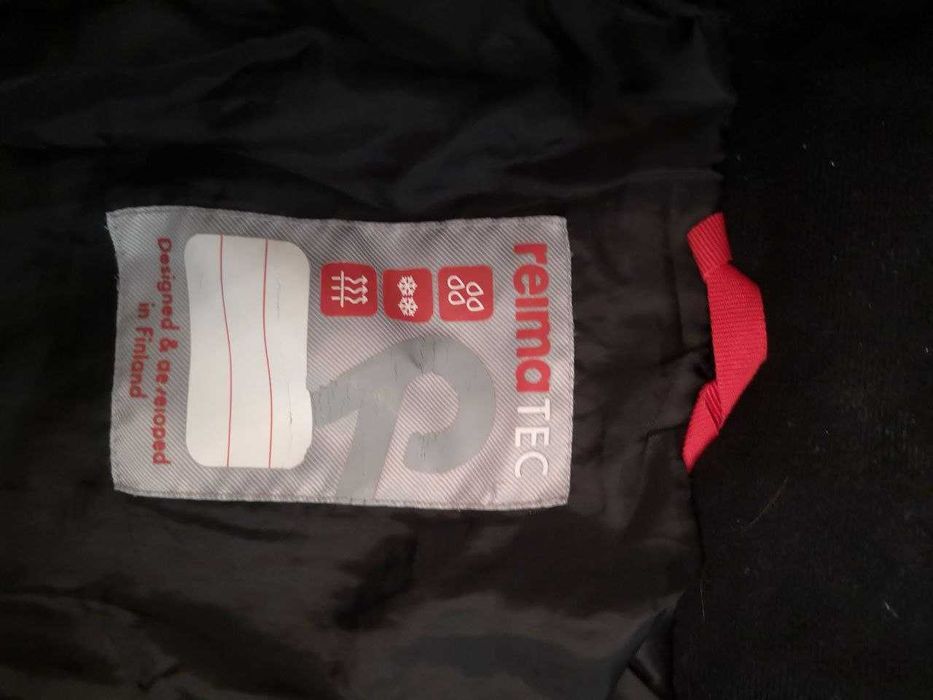 reimaTEC
Designed & developed
in Finland